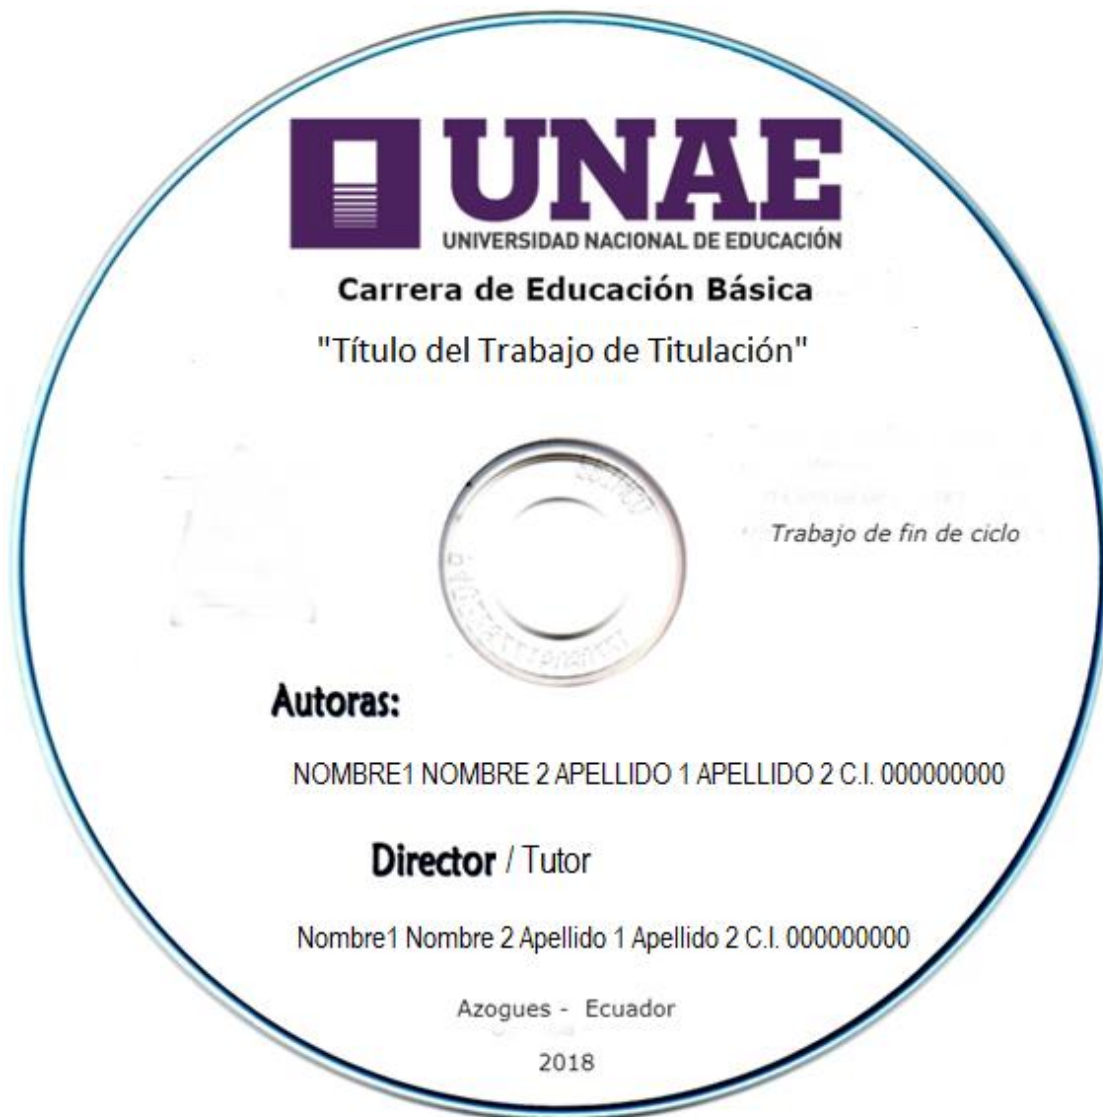 UNAE
UNIVERSIDAD NACIONAL DE EDUCACIÓN
Carrera de Educación Básica
"Título del Trabajo de Titulación"
Trabajo de fin de ciclo
Autoras:
NOMBRE1 NOMBRE 2 APELLIDO 1 APELLIDO 2 C.I. 000000000
Director / Tutor
Nombre1 Nombre 2 Apellido 1 Apellido 2 C.I. 000000000
Azogues - Ecuador
2018